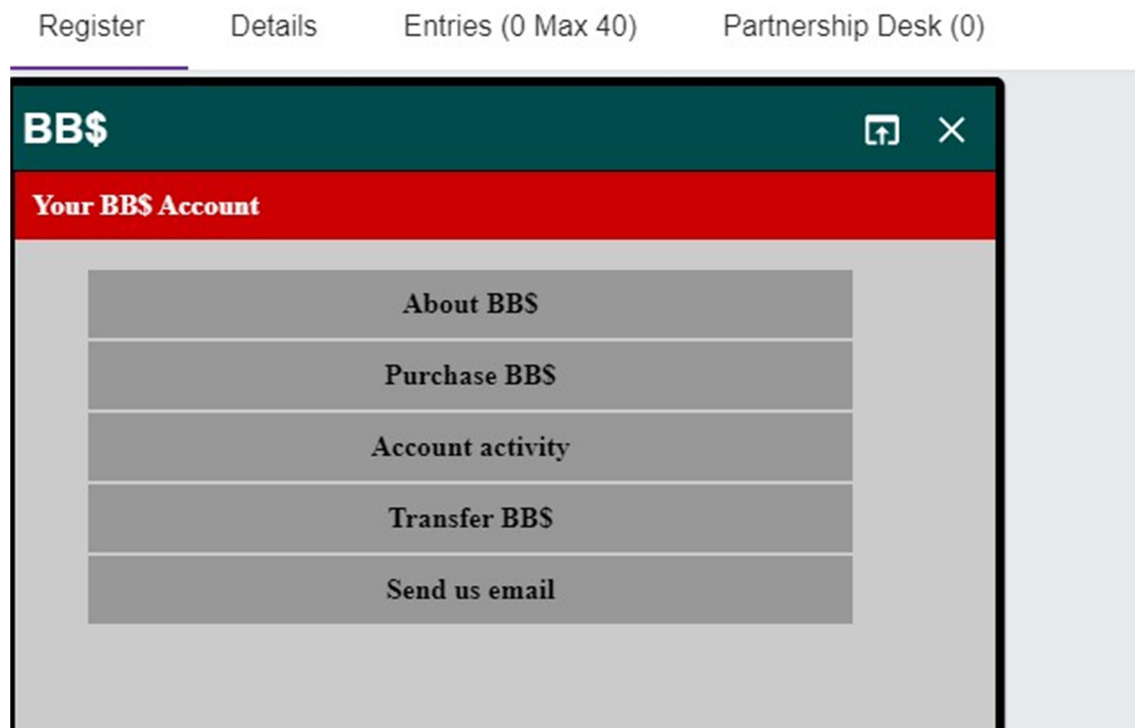 Register Details Entries (0 Max 40) Partnership Desk (0)
BB$
Your BB$ Account
About BB$
Purchase BB$
Account activity
Transfer BB$
Send us email